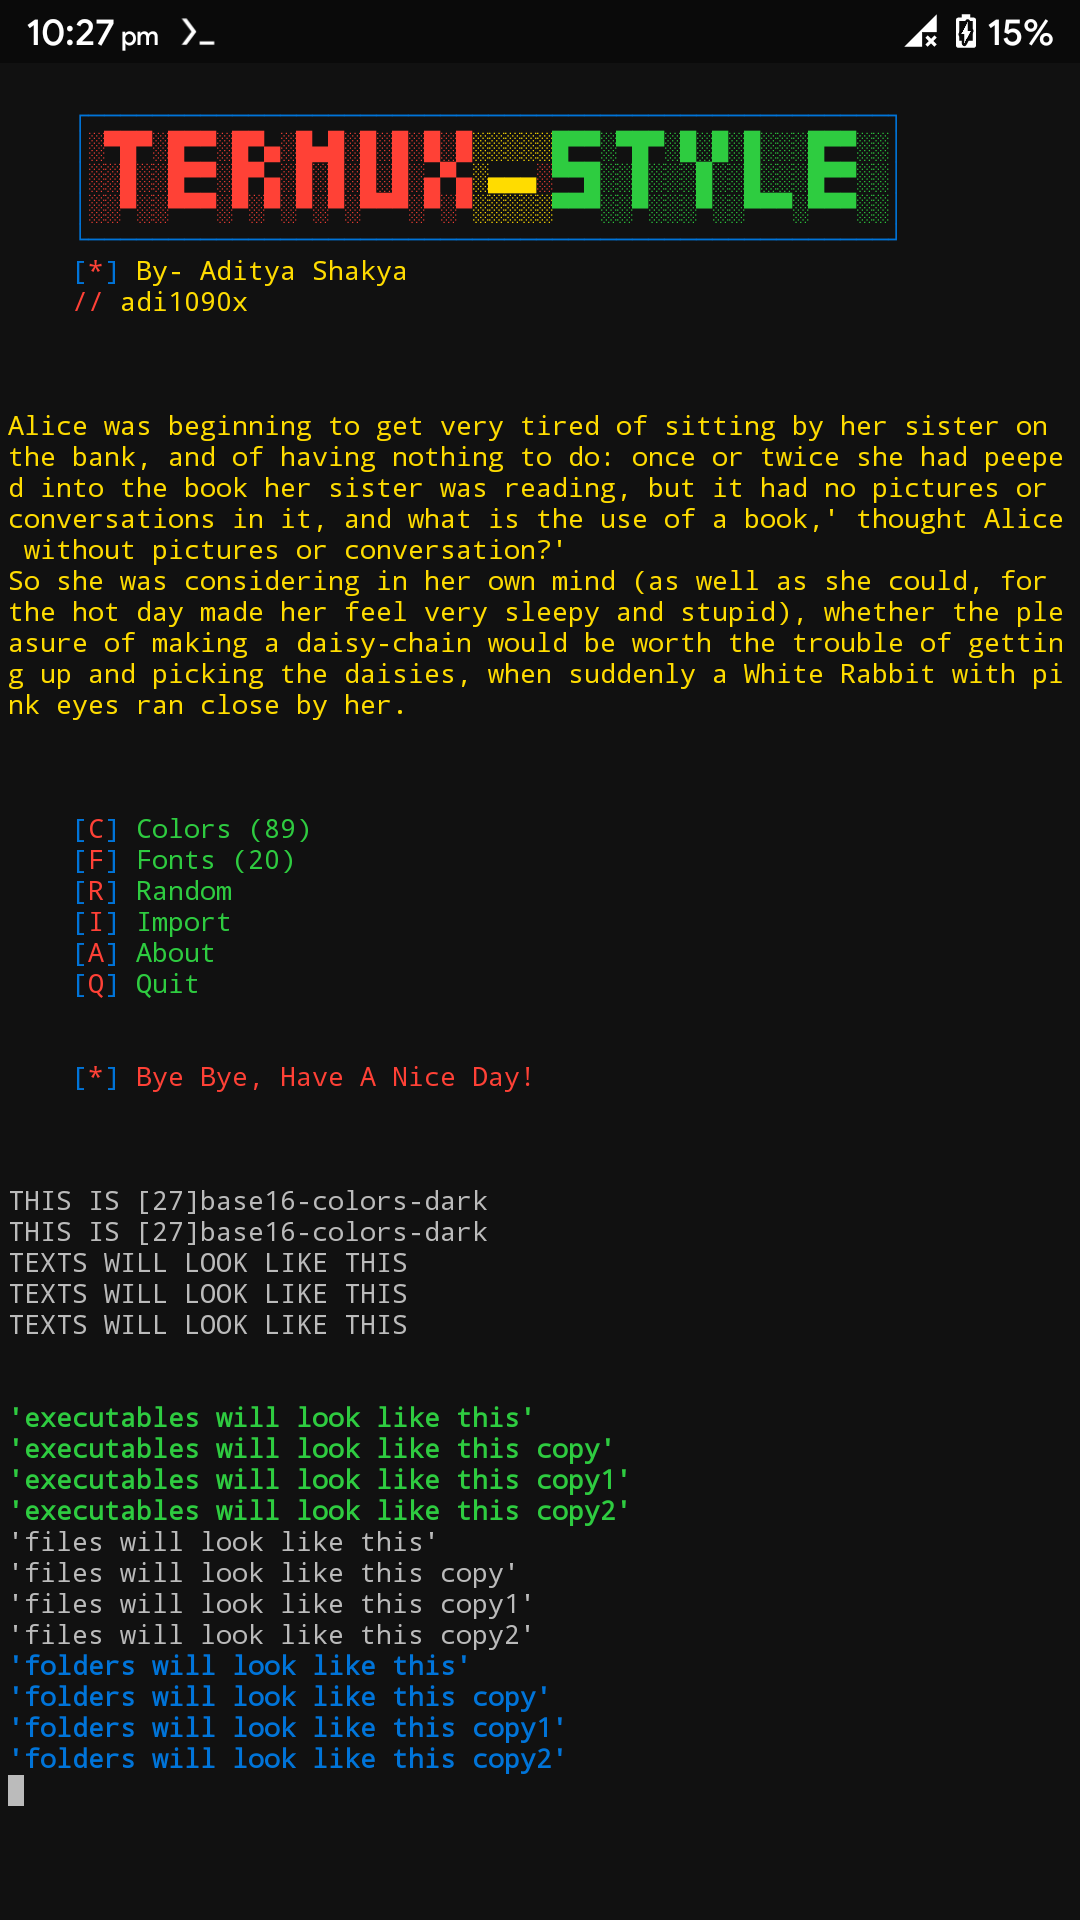 10:27 pm 15%
TERMUX-STYLE
[*] By- Aditya Shakya
// adi1090x
Alice was beginning to get very tired of sitting by her sister on
the bank, and of having nothing to do: once or twice she had peepe
d into the book her sister was reading, but it had no pictures or
conversations in it, and what is the use of a book,' thought Alice
without pictures or conversation?'
So she was considering in her own mind (as well as she could, for
the hot day made her feel very sleepy and stupid), whether the ple
asure of making a daisy-chain would be worth the trouble of gettin
g up and picking the daisies, when suddenly a White Rabbit with pi
nk eyes ran close by her.
[C] Colors (89)
[F] Fonts (20)
[R] Random
[I] Import
[A] About
[Q] Quit
[*] Bye Bye, Have A Nice Day!
THIS IS [27]base16-colors-dark
THIS IS [27]base16-colors-dark
TEXTS WILL LOOK LIKE THIS
TEXTS WILL LOOK LIKE THIS
TEXTS WILL LOOK LIKE THIS
'executables will look like this'
'executables will look like this copy'
'executables will look like this copy1'
'executables will look like this copy2'
'files will look like this'
'files will look like this copy'
'files will look like this copy1'
'files will look like this copy2'
'folders will look like this'
'folders will look like this copy'
'folders will look like this copy1'
'folders will look like this copy2'